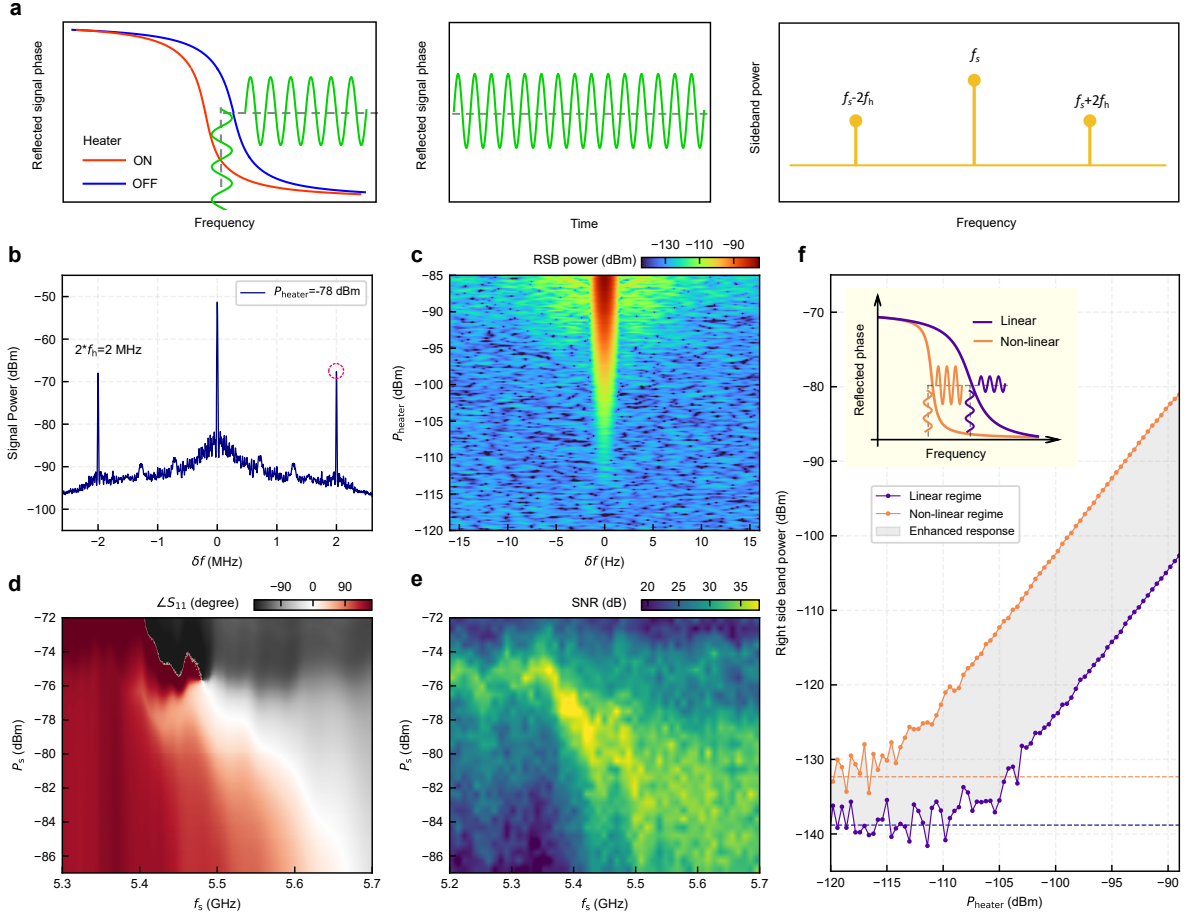 a
Reflected signal phase
Heater
ON
OFF
Frequency
Reflected signal phase
Time
Sideband power
fs-2fh
fs
fs+2fh
Frequency
b
Signal Power (dBm)
−50
−60
−70
−80
−90
−100
Pheater=-78 dBm
2*fh=2 MHz
−2
−1
0
1
2
δf (MHz)
c
RSB power (dBm)
−130
−110
−90
Pheater (dBm)
−85
−90
−95
−100
−105
−110
−115
−120
−15
−10
−5
0
5
10
15
δf (Hz)
d
∠S11 (degree)
−90
0
90
Ps (dBm)
−72
−74
−76
−78
−80
−82
−84
−86
5.3
5.4
5.5
5.6
5.7
fs (GHz)
e
SNR (dB)
20
25
30
35
Ps (dBm)
−72
−74
−76
−78
−80
−82
−84
−86
5.2
5.3
5.4
5.5
5.6
5.7
fs (GHz)
f
Right side band power (dBm)
−70
−80
−90
−100
−110
−120
−130
−140
Reflected phase
Linear
Non-linear
Frequency
Linear regime
Non-linear regime
Enhanced response
−120
−115
−110
−105
−100
−95
−90
Pheater (dBm)